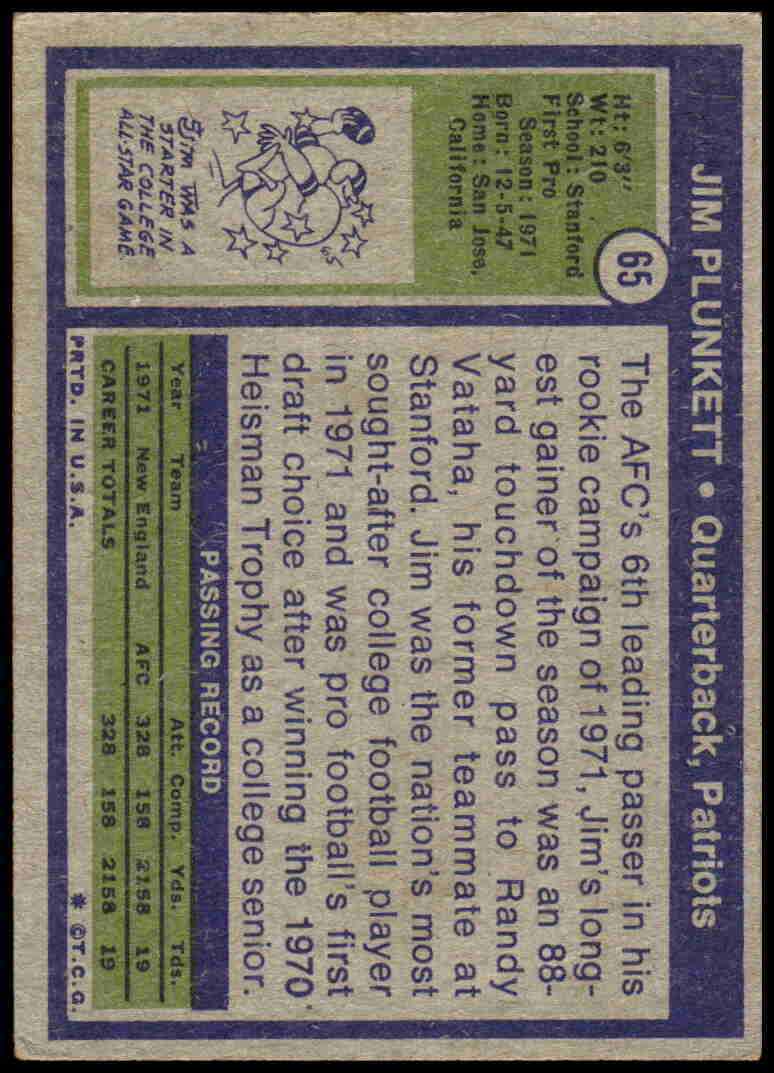 JIM PLUNKETT • Quarterback, Patriots
65
Ht: 6'3"
Wt: 210
School: Stanford
First Pro
Season: 1971
Born: 12-5-47
Home: San Jose,
California
JIM WAS A
STARTER IN
THE COLLEGE
ALL-STAR GAME
The AFC's 6th leading passer in his
rookie campaign of 1971, Jim's long-
est gainer of the season was an 88-
yard touchdown pass to Randy
Vataha, his former teammate at
Stanford. Jim was the nation's most
sought-after college football player
in 1971 and was pro football's first
draft choice after winning the 1970
Heisman Trophy as a college senior.
PASSING RECORD
Year Team Att. Comp. Yds. Tds.
1971 New England AFC 328 158 2158 19
CAREER TOTALS 328 158 2158 19
PRTD. IN U.S.A. * ©T.C.G.